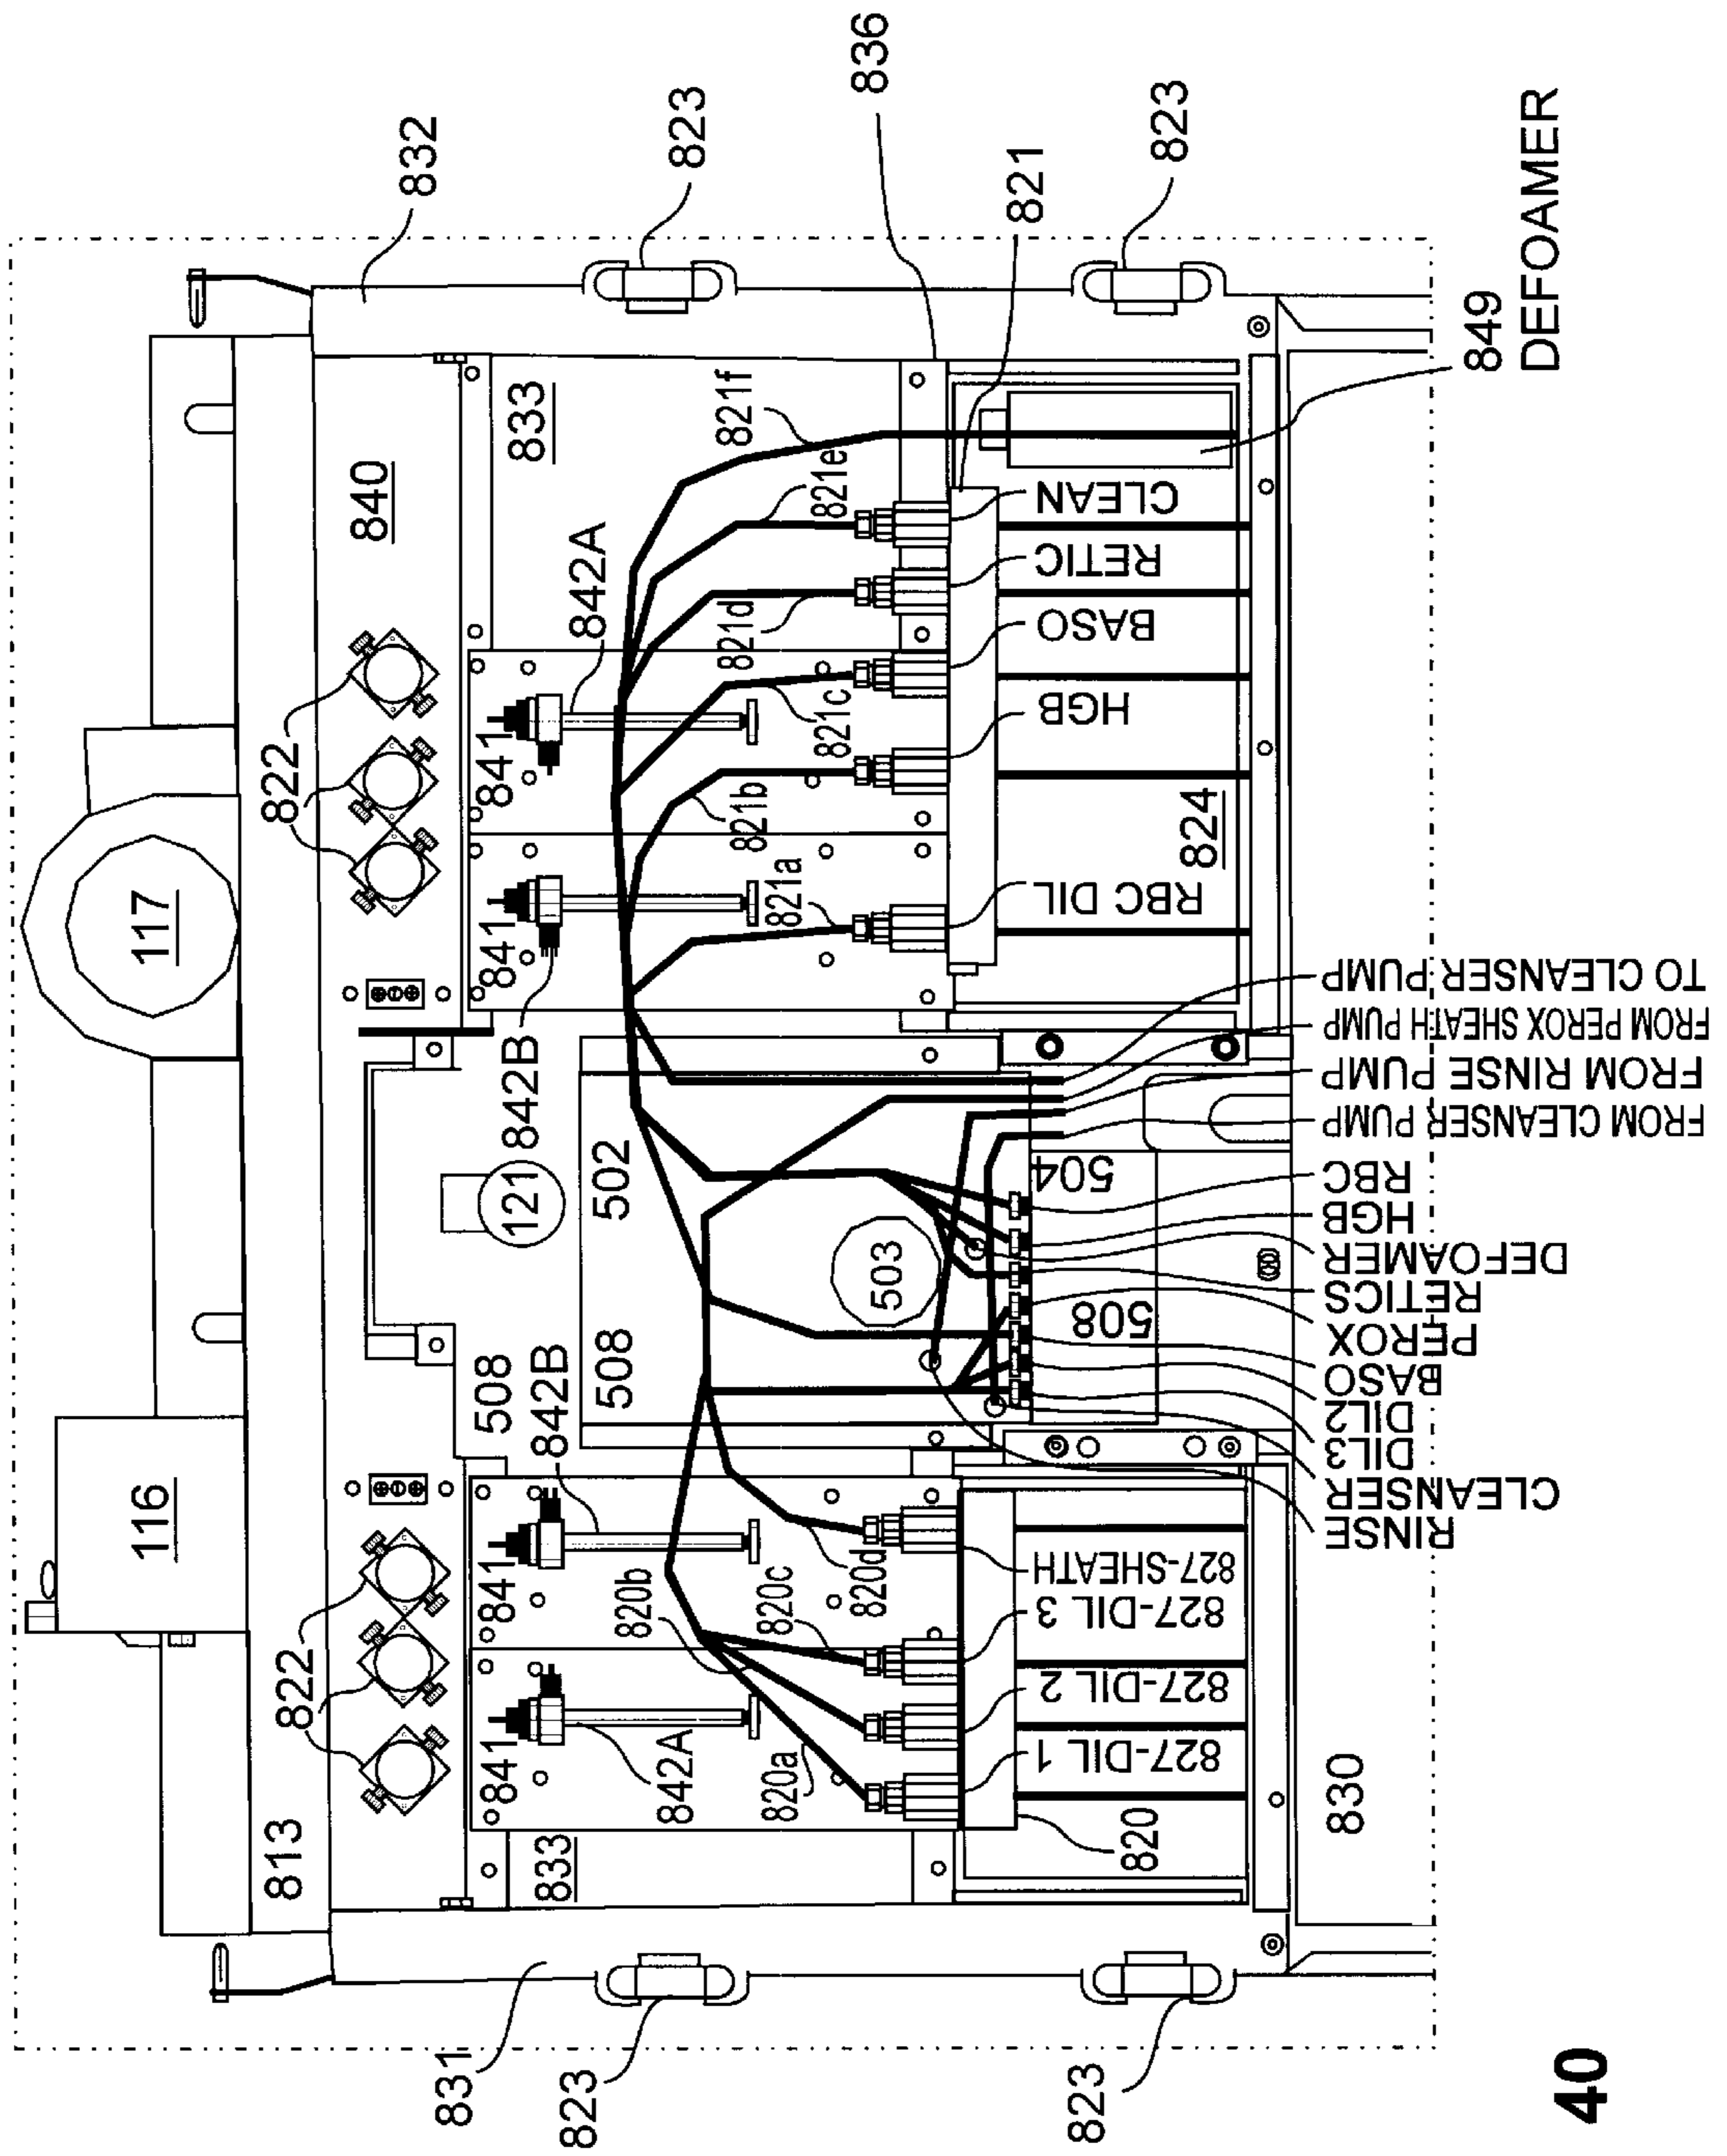 836
832
823
823
821
849
DEFOAMER
833
821f
821e
840
842A
821d
CLEAN
RETIC
BASO
821c
HGB
822
841
821b
824
117
841
821a
RBC DIL
842B
TO CLEANSER PUMP
FROM PEROX SHEATH PUMP
FROM RINSE PUMP
FROM CLEANSER PUMP
121
502
504
RBC
HGB
DEFOAMER
RETICS
PEROX
BASO
DIL2
DIL3
CLEANSER
RINSE
503
508
508
508
842B
116
841
820b
820c
820d
827-SHEATH
827-DIL 3
827-DIL 2
827-DIL 1
822
841
842A
820a
820
830
813
833
831
823
823
40